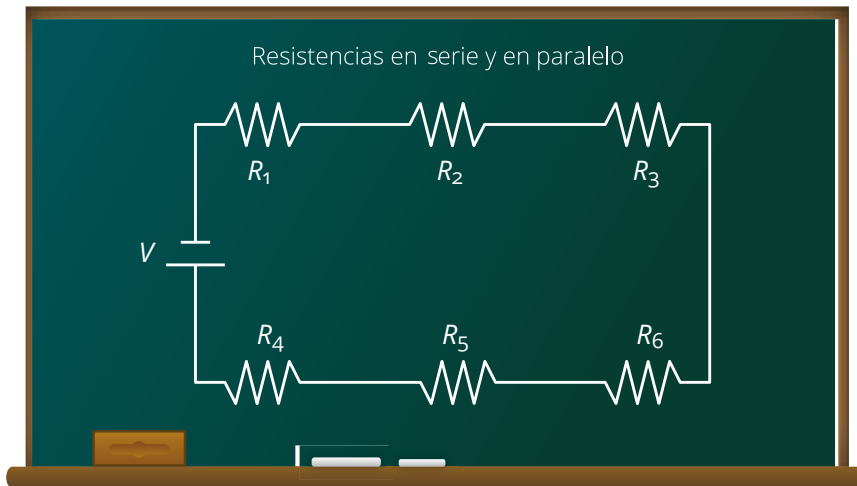 Resistencias en serie y en paralelo
R₁ R₂ R₃
V
R₄ R₅ R₆